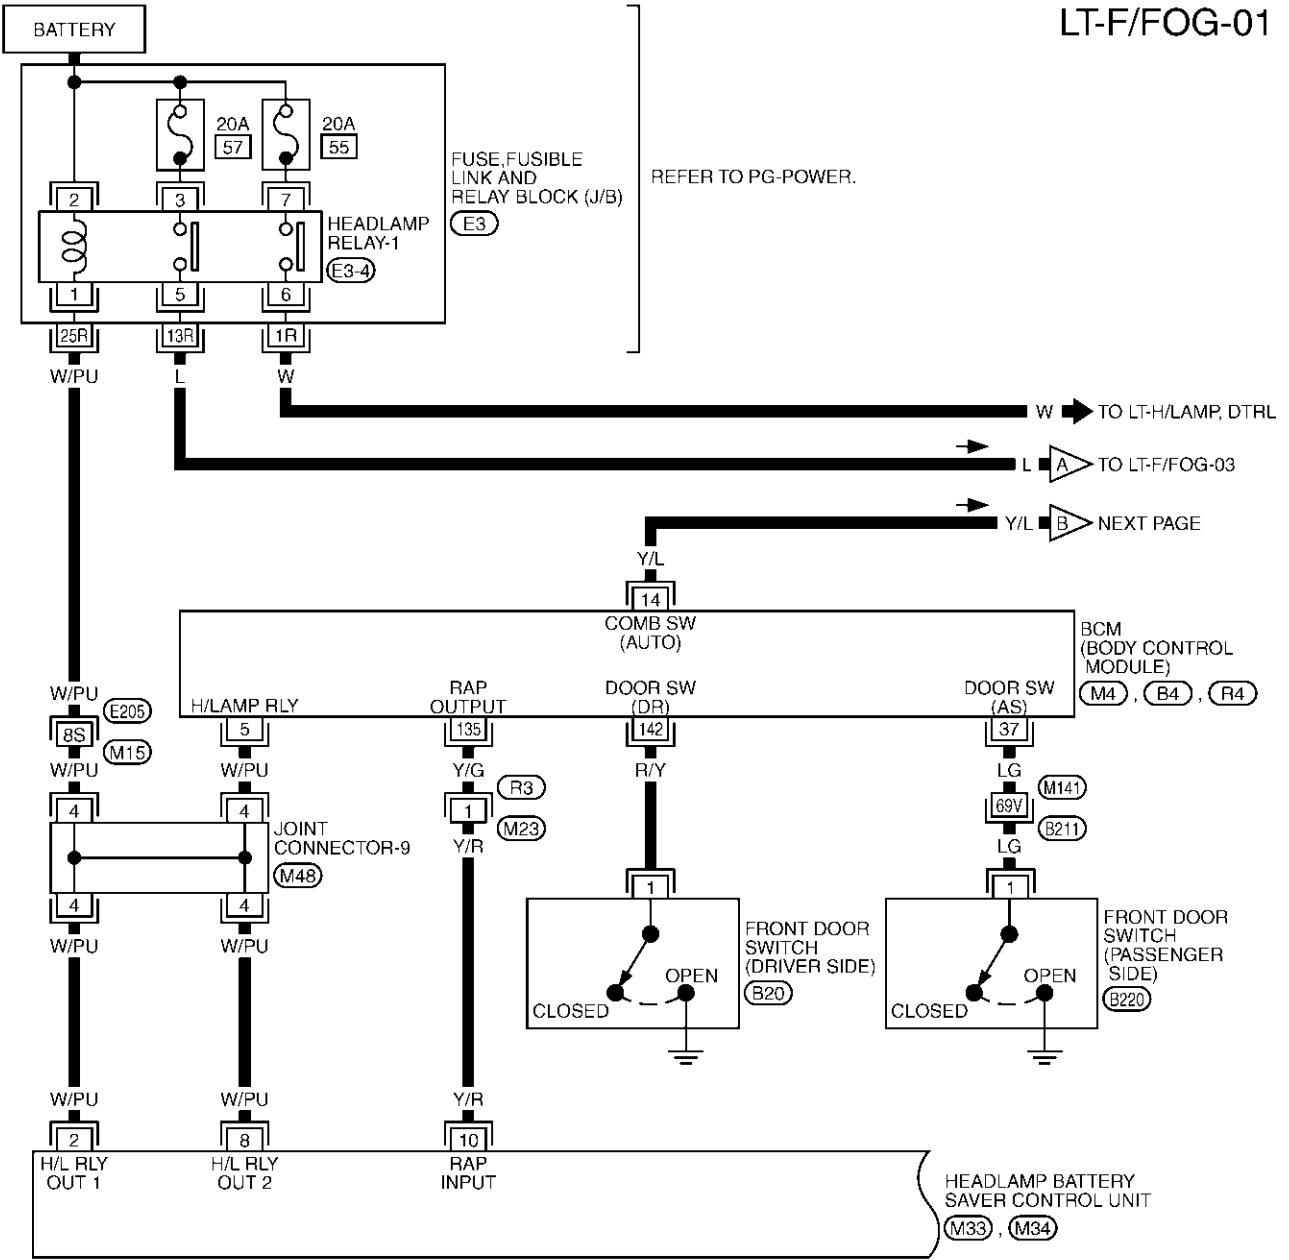 LT-F/FOG-01
BATTERY
20A
57
20A
55
FUSE,FUSIBLE
LINK AND
RELAY BLOCK (J/B)
E3
REFER TO PG-POWER.
2
3
7
HEADLAMP
RELAY-1
E3-4
1
5
6
25R
13R
1R
W/PU
L
W
W
TO LT-H/LAMP, DTRL
L
A
TO LT-F/FOG-03
Y/L
B
NEXT PAGE
Y/L
14
COMB SW
(AUTO)
BCM
(BODY CONTROL
MODULE)
M4 , B4 , R4
H/LAMP RLY
RAP
OUTPUT
DOOR SW
(DR)
DOOR SW
(AS)
W/PU
E205
8S
M15
5
135
142
37
W/PU
W/PU
Y/G
R/Y
LG
R3
1
M23
M141
69V
B211
4
4
JOINT
CONNECTOR-9
M48
Y/R
LG
4
4
1
1
W/PU
W/PU
FRONT DOOR
SWITCH
(DRIVER SIDE)
B20
OPEN
CLOSED
FRONT DOOR
SWITCH
(PASSENGER
SIDE)
B220
OPEN
CLOSED
W/PU
W/PU
Y/R
2
8
10
H/L RLY
OUT 1
H/L RLY
OUT 2
RAP
INPUT
HEADLAMP BATTERY
SAVER CONTROL UNIT
M33 , M34